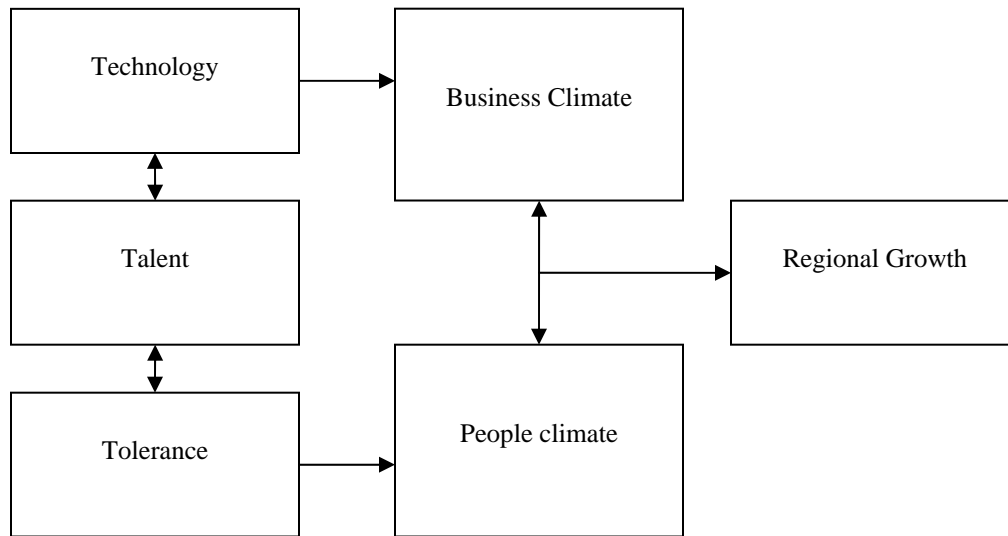 Technology
Business Climate
Talent
Regional Growth
Tolerance
People climate